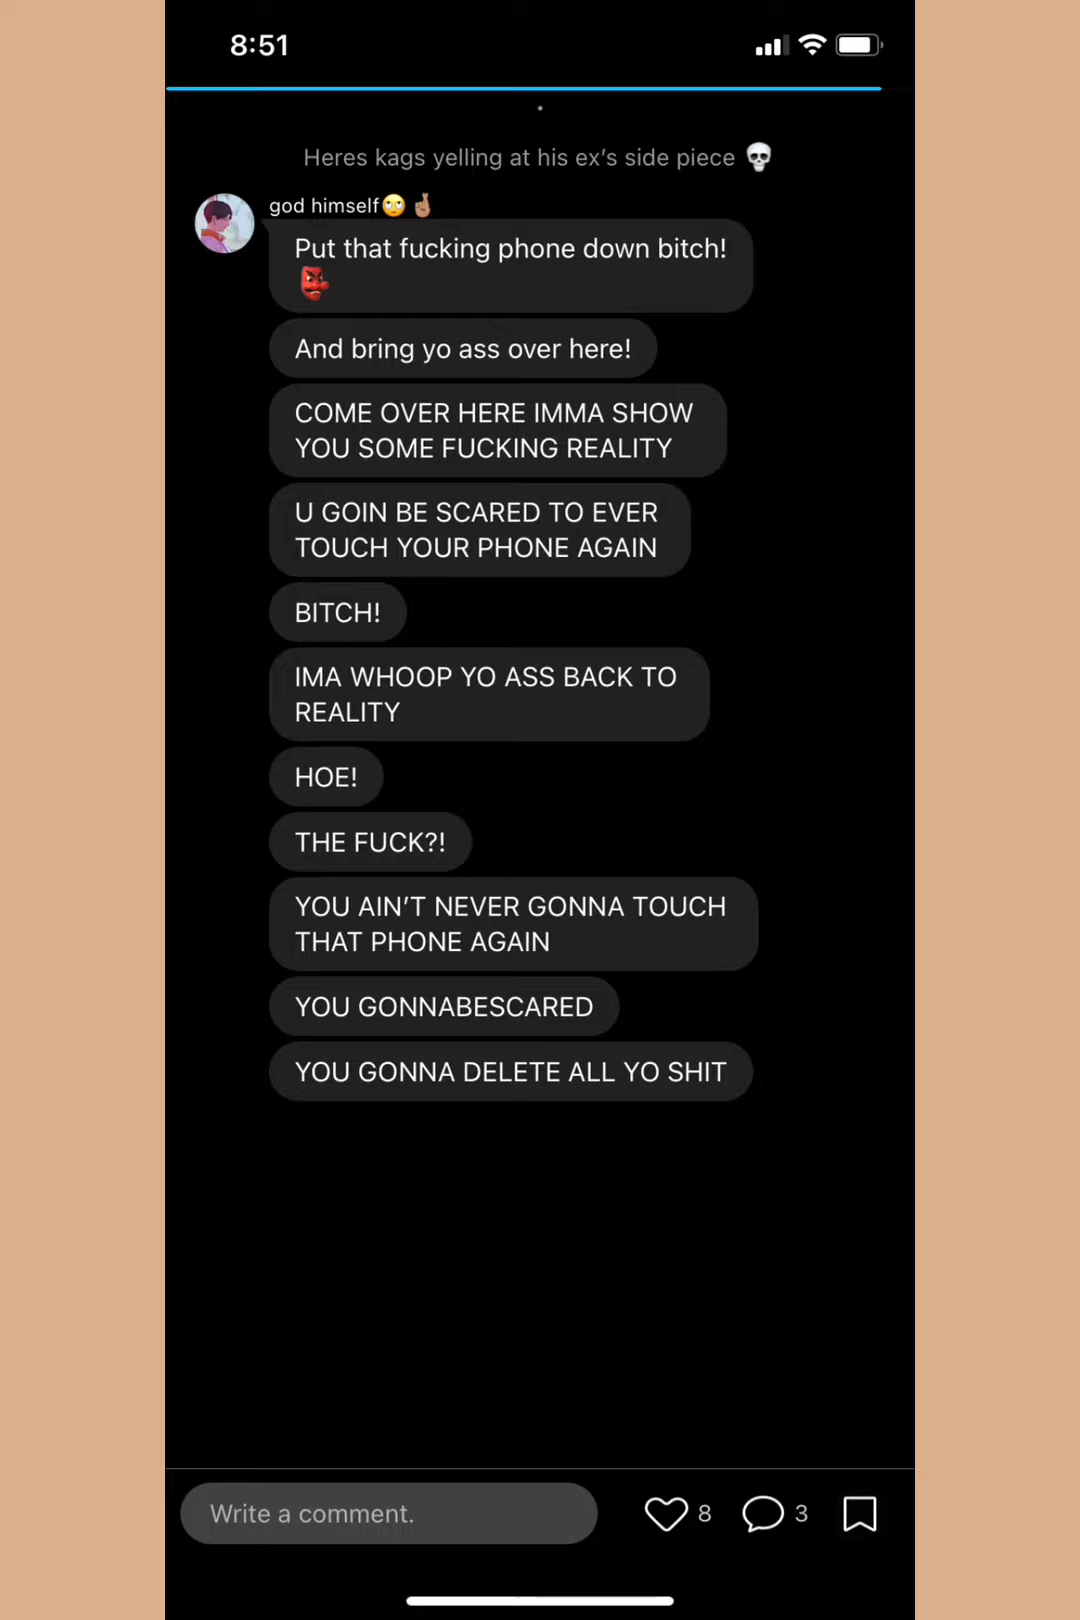 8:51
Heres kags yelling at his ex’s side piece 💀
god himself🙄🤞🏽
Put that fucking phone down bitch!
👺
And bring yo ass over here!
COME OVER HERE IMMA SHOW
YOU SOME FUCKING REALITY
U GOIN BE SCARED TO EVER
TOUCH YOUR PHONE AGAIN
BITCH!
IMA WHOOP YO ASS BACK TO
REALITY
HOE!
THE FUCK?!
YOU AIN’T NEVER GONNA TOUCH
THAT PHONE AGAIN
YOU GONNABESCARED
YOU GONNA DELETE ALL YO SHIT
Write a comment.
8
3